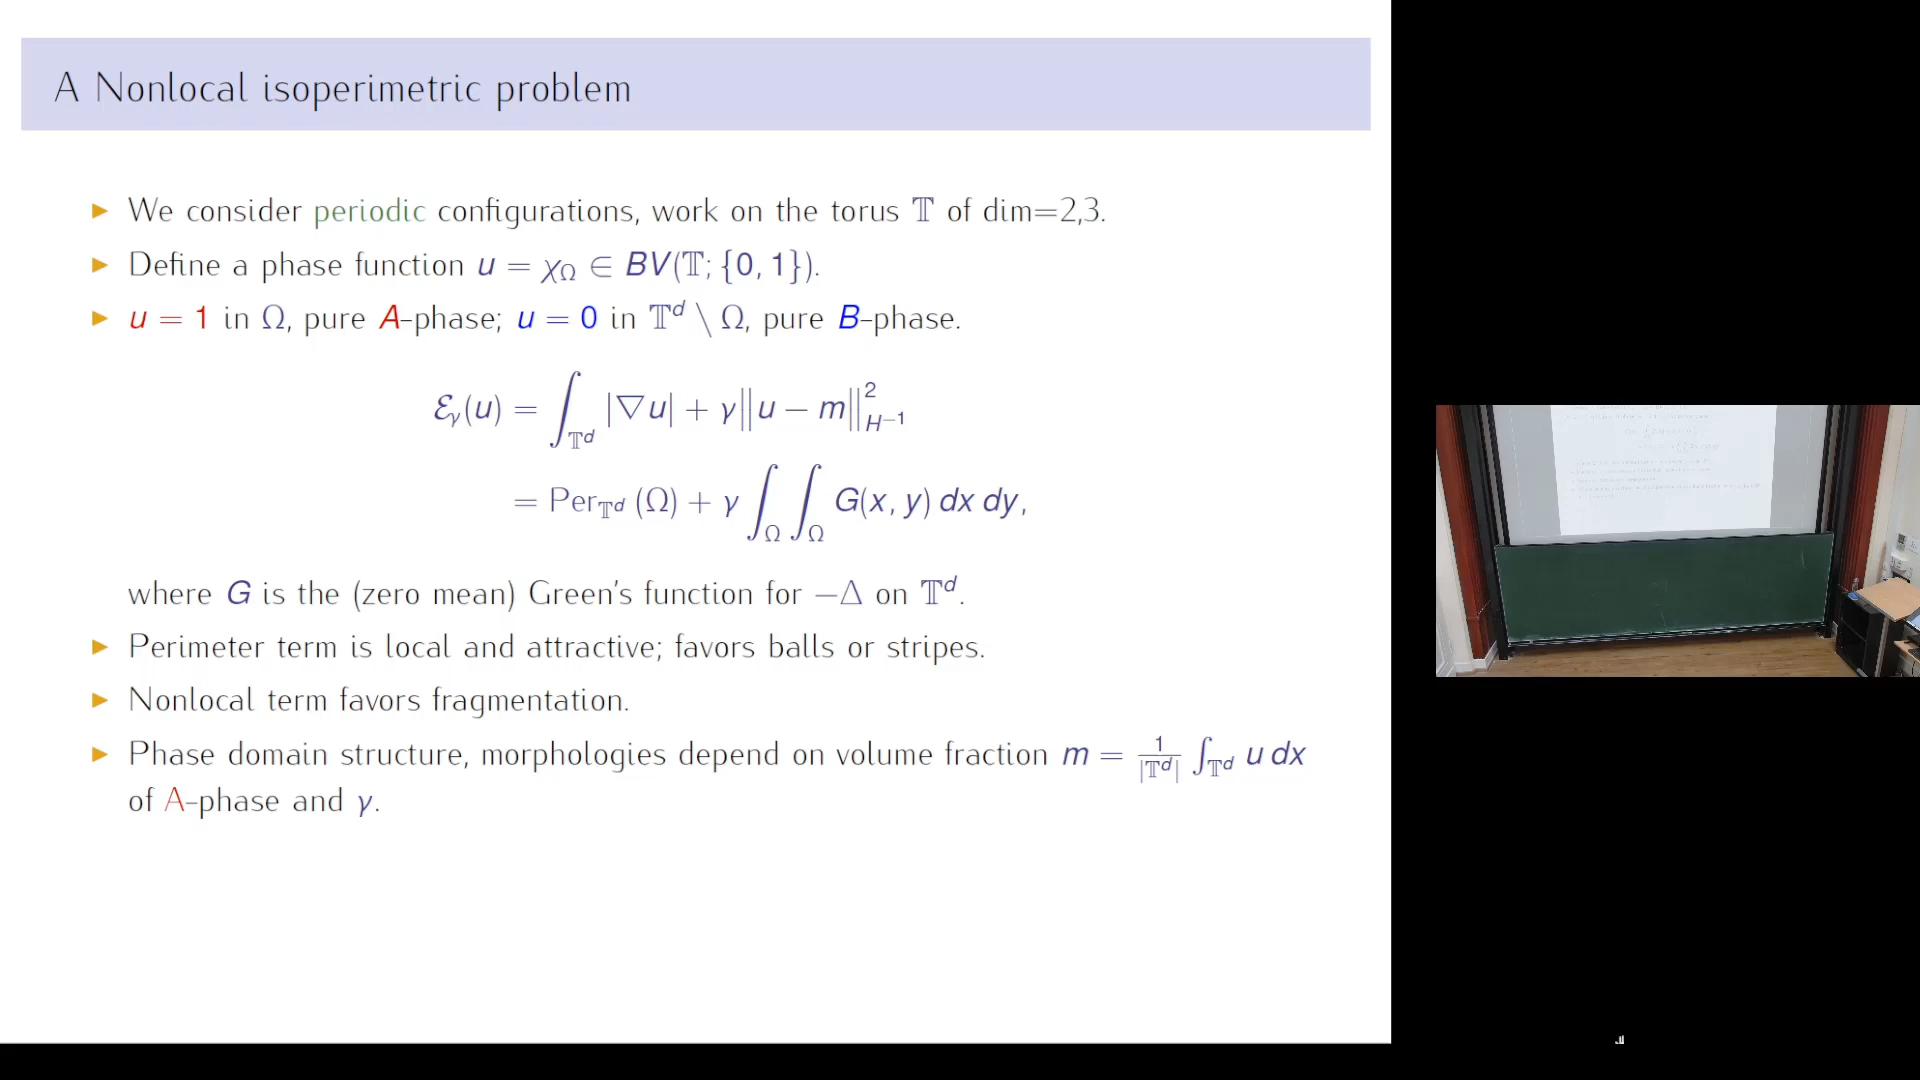 A Nonlocal isoperimetric problem
► We consider periodic configurations, work on the torus 𝕋 of dim=2,3.
► Define a phase function u = χ_Ω ∈ BV(𝕋; {0, 1}).
► u = 1 in Ω, pure A-phase; u = 0 in 𝕋^d \ Ω, pure B-phase.
ℰ_γ(u) = ∫_{𝕋^d} |∇u| + γ‖u − m‖²_{H^{−1}}
= Per_{𝕋^d} (Ω) + γ ∫_Ω ∫_Ω G(x, y) dx dy,
where G is the (zero mean) Green's function for −Δ on 𝕋^d.
► Perimeter term is local and attractive; favors balls or stripes.
► Nonlocal term favors fragmentation.
► Phase domain structure, morphologies depend on volume fraction m = 1/|𝕋^d| ∫_{𝕋^d} u dx
of A-phase and γ.